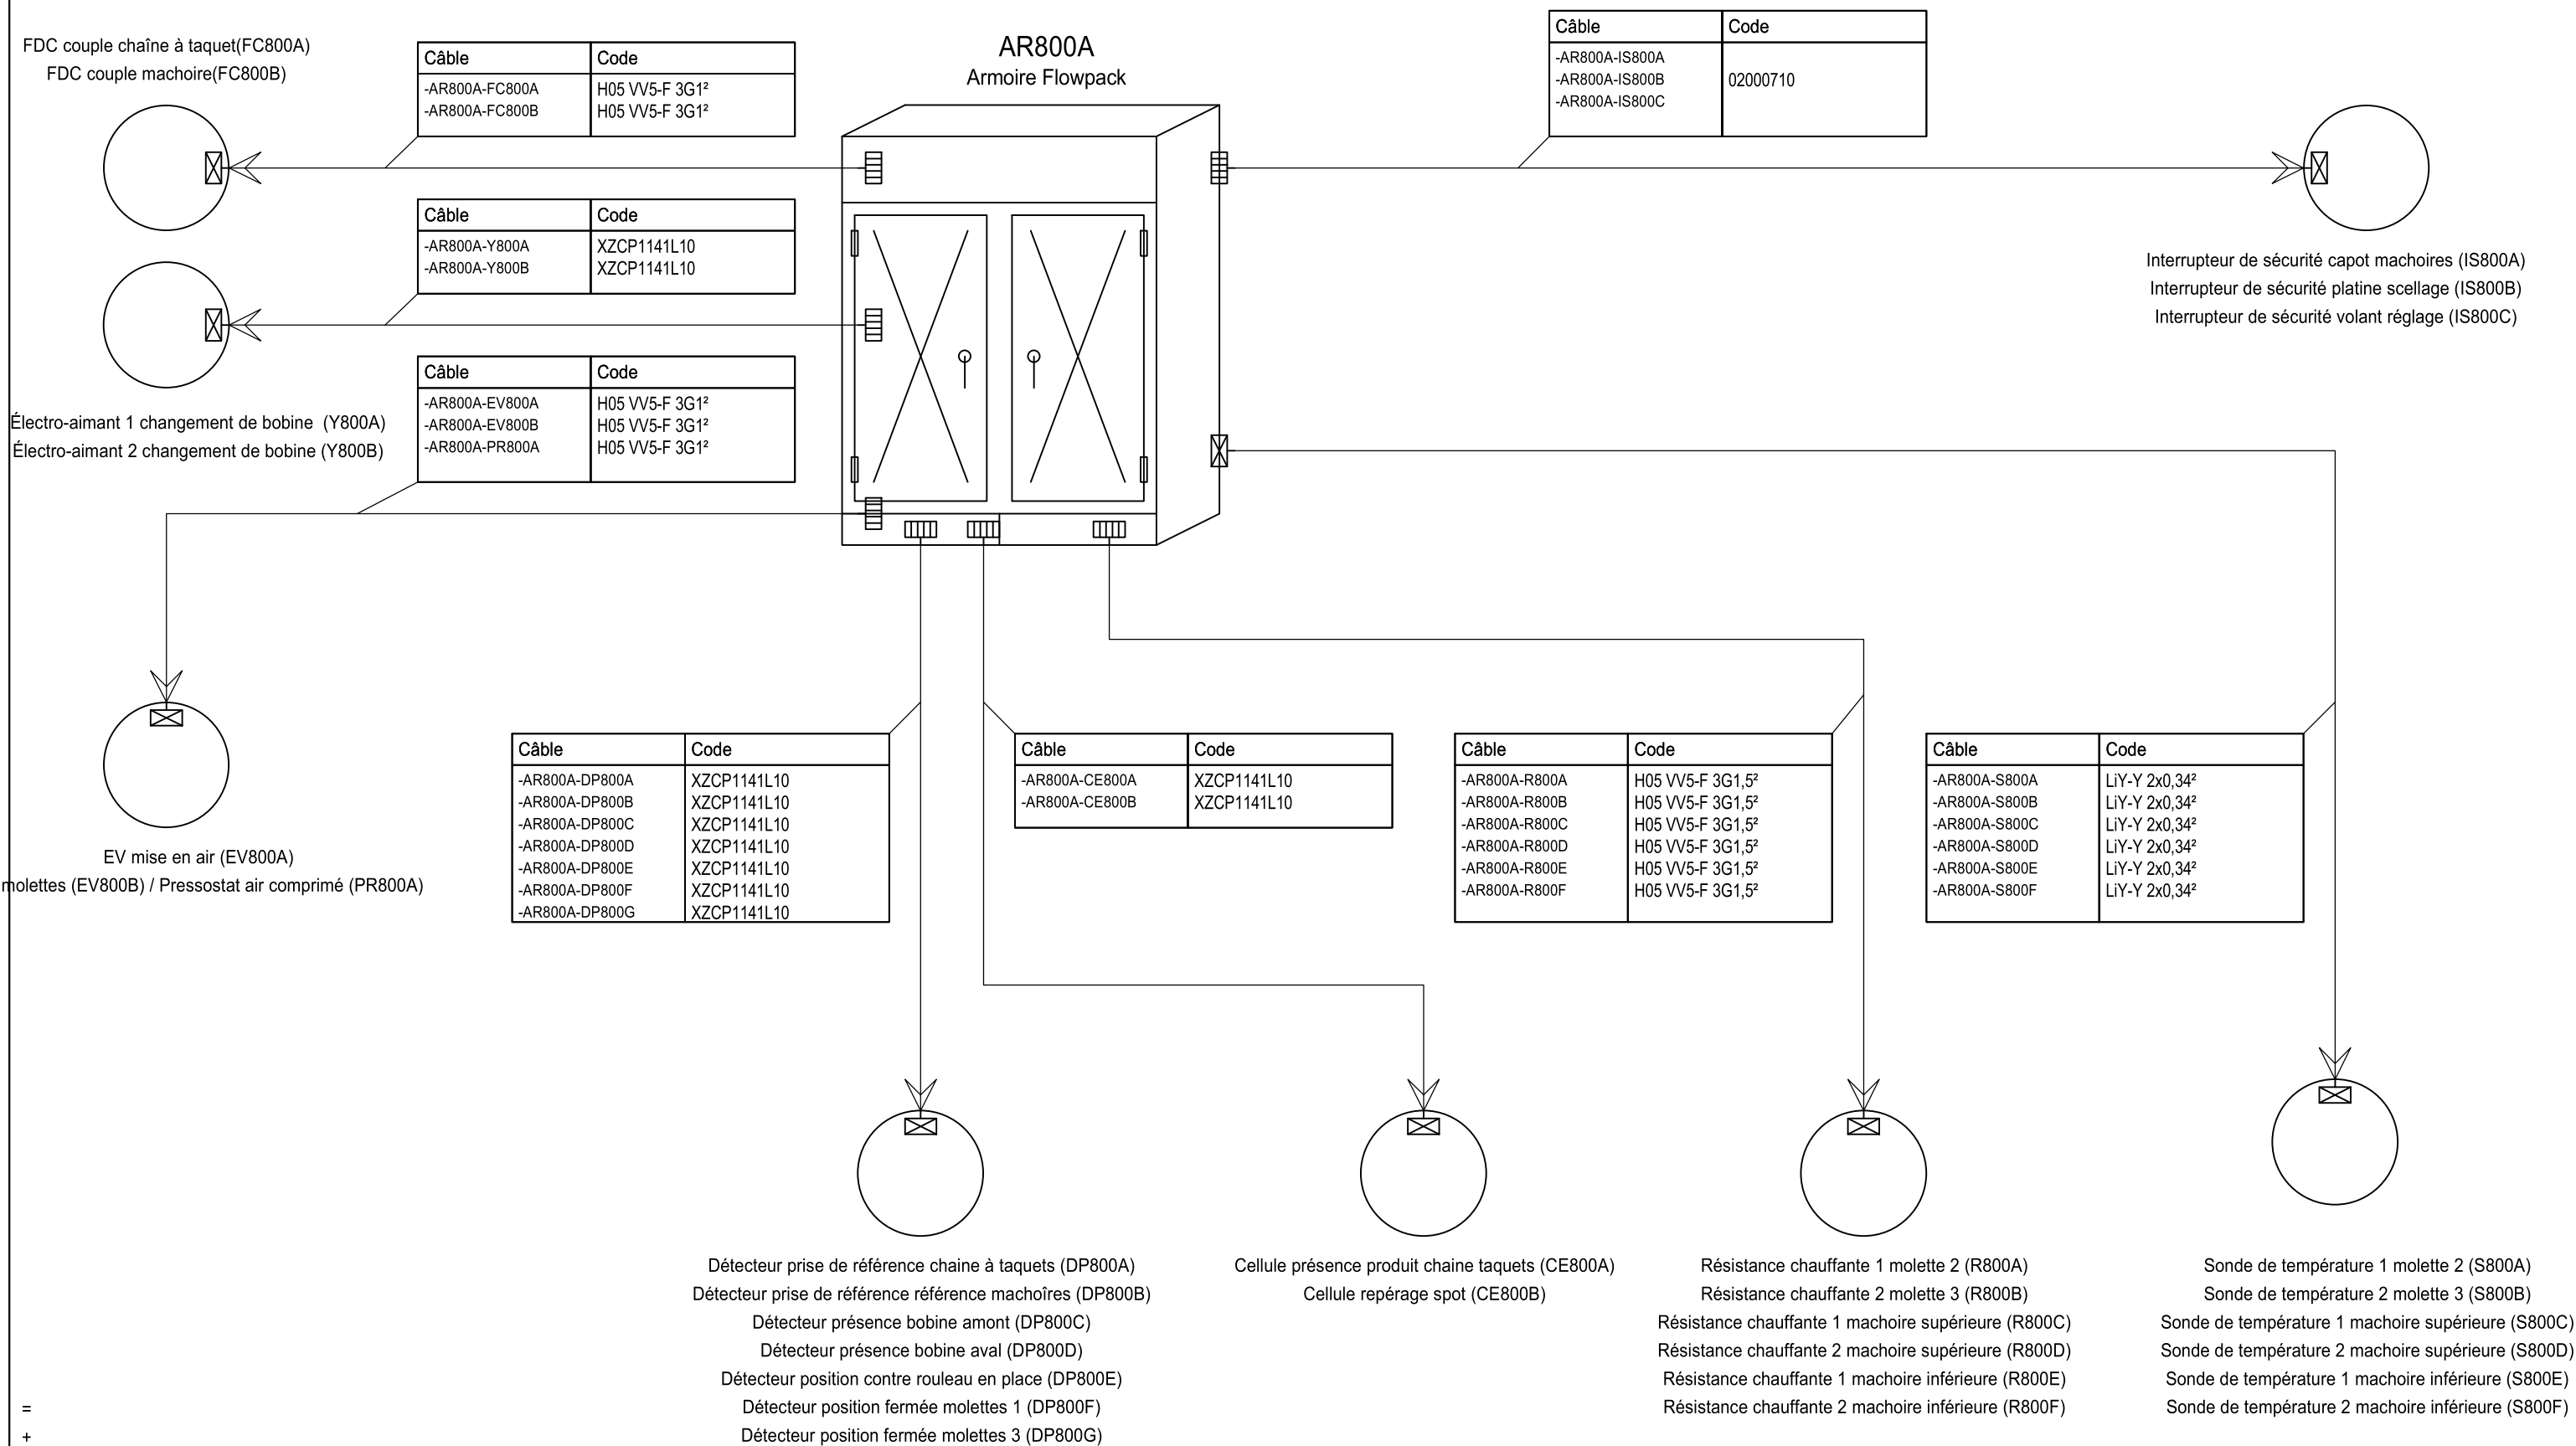 FDC couple chaîne à taquet(FC800A)
FDC couple machoire(FC800B)
Câble Code
-AR800A-FC800A H05 VV5-F 3G1²
-AR800A-FC800B H05 VV5-F 3G1²
AR800A
Armoire Flowpack
Câble Code
-AR800A-IS800A
-AR800A-IS800B 02000710
-AR800A-IS800C
Câble Code
-AR800A-Y800A XZCP1141L10
-AR800A-Y800B XZCP1141L10
Interrupteur de sécurité capot machoires (IS800A)
Interrupteur de sécurité platine scellage (IS800B)
Interrupteur de sécurité volant réglage (IS800C)
Électro-aimant 1 changement de bobine (Y800A)
Électro-aimant 2 changement de bobine (Y800B)
Câble Code
-AR800A-EV800A H05 VV5-F 3G1²
-AR800A-EV800B H05 VV5-F 3G1²
-AR800A-PR800A H05 VV5-F 3G1²
EV mise en air (EV800A)
molettes (EV800B) / Pressostat air comprimé (PR800A)
Câble Code
-AR800A-DP800A XZCP1141L10
-AR800A-DP800B XZCP1141L10
-AR800A-DP800C XZCP1141L10
-AR800A-DP800D XZCP1141L10
-AR800A-DP800E XZCP1141L10
-AR800A-DP800F XZCP1141L10
-AR800A-DP800G XZCP1141L10
Câble Code
-AR800A-CE800A XZCP1141L10
-AR800A-CE800B XZCP1141L10
Câble Code
-AR800A-R800A H05 VV5-F 3G1,5²
-AR800A-R800B H05 VV5-F 3G1,5²
-AR800A-R800C H05 VV5-F 3G1,5²
-AR800A-R800D H05 VV5-F 3G1,5²
-AR800A-R800E H05 VV5-F 3G1,5²
-AR800A-R800F H05 VV5-F 3G1,5²
Câble Code
-AR800A-S800A LiY-Y 2x0,34²
-AR800A-S800B LiY-Y 2x0,34²
-AR800A-S800C LiY-Y 2x0,34²
-AR800A-S800D LiY-Y 2x0,34²
-AR800A-S800E LiY-Y 2x0,34²
-AR800A-S800F LiY-Y 2x0,34²
Détecteur prise de référence chaine à taquets (DP800A)
Détecteur prise de référence référence machoîres (DP800B)
Détecteur présence bobine amont (DP800C)
Détecteur présence bobine aval (DP800D)
Détecteur position contre rouleau en place (DP800E)
Détecteur position fermée molettes 1 (DP800F)
Détecteur position fermée molettes 3 (DP800G)
Cellule présence produit chaine taquets (CE800A)
Cellule repérage spot (CE800B)
Résistance chauffante 1 molette 2 (R800A)
Résistance chauffante 2 molette 3 (R800B)
Résistance chauffante 1 machoire supérieure (R800C)
Résistance chauffante 2 machoire supérieure (R800D)
Résistance chauffante 1 machoire inférieure (R800E)
Résistance chauffante 2 machoire inférieure (R800F)
Sonde de température 1 molette 2 (S800A)
Sonde de température 2 molette 3 (S800B)
Sonde de température 1 machoire supérieure (S800C)
Sonde de température 2 machoire supérieure (S800D)
Sonde de température 1 machoire inférieure (S800E)
Sonde de température 2 machoire inférieure (S800F)
=
+